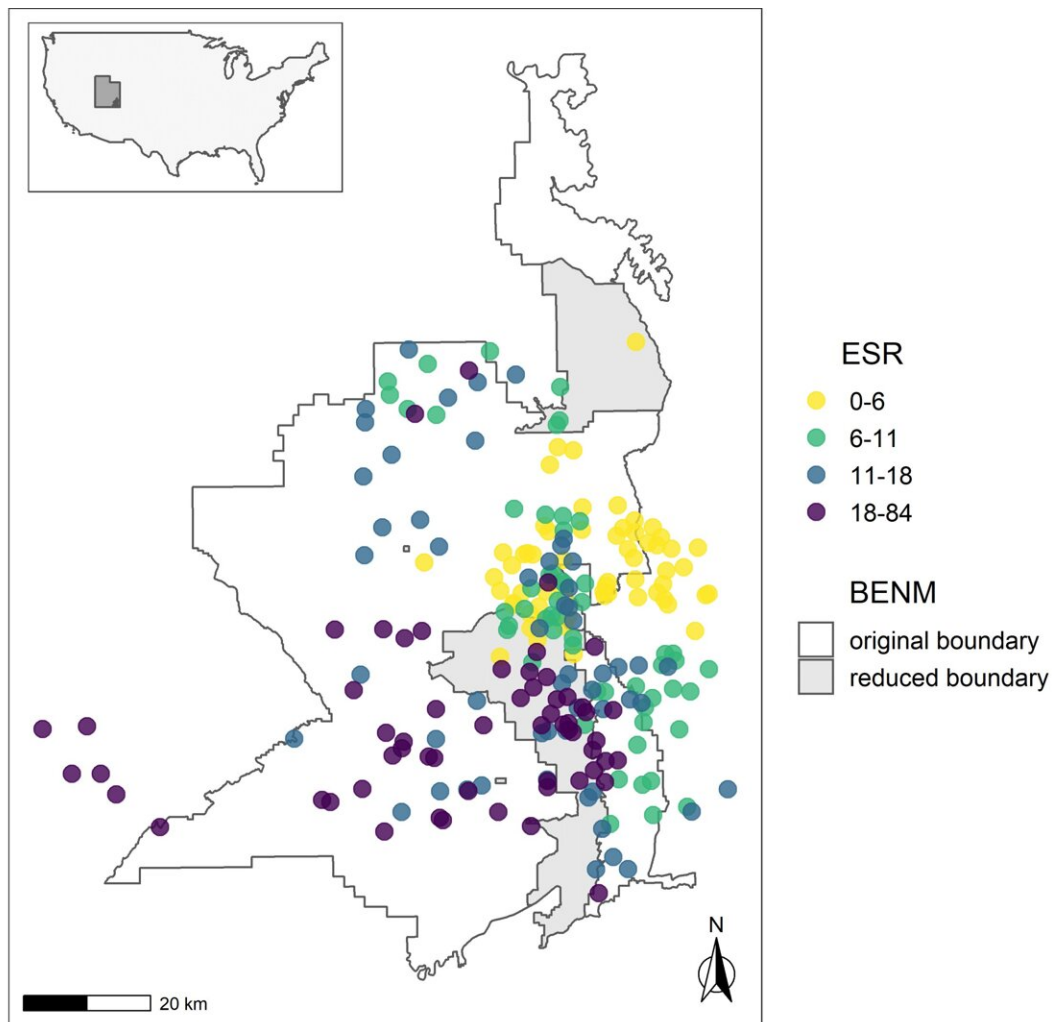 ESR
0-6
6-11
11-18
18-84
BENM
original boundary
reduced boundary
N
20 km